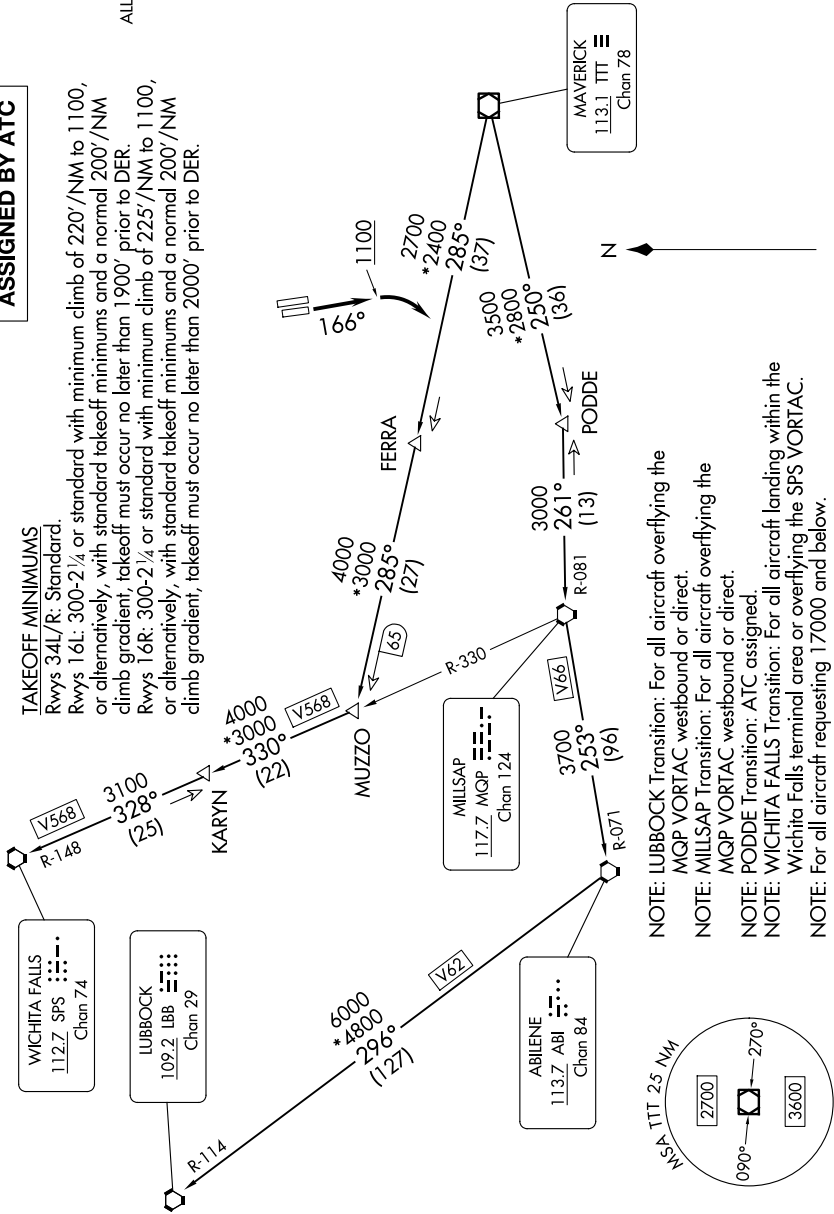 ASSIGNED BY ATC
ALL
TAKEOFF MINIMUMS
Rwys 34L/R: Standard.
Rwys 16L: 300-2¼ or standard with minimum climb of 220'/NM to 1100,
or alternatively, with standard takeoff minimums and a normal 200'/NM
climb gradient, takeoff must occur no later than 1900' prior to DER.
Rwys 16R: 300-2¼ or standard with minimum climb of 225'/NM to 1100,
or alternatively, with standard takeoff minimums and a normal 200'/NM
climb gradient, takeoff must occur no later than 2000' prior to DER.
WICHITA FALLS
112.7 SPS
Chan 74
LUBBOCK
109.2 LBB
Chan 29
R-148
V568
3100
328°
(25)
KARYN
4000
*3000
330°
(22)
V568
MUZZO
65
4000
*3000
285°
(27)
FERRA
166°
1100
2700
*2400
285°
(37)
MAVERICK
113.1 TTT
Chan 78
3500
*2800
250°
(36)
PODDE
3000
261°
(13)
R-081
R-330
MILLSAP
117.7 MQP
Chan 124
V66
3700
253°
(96)
R-071
ABILENE
113.7 ABI
Chan 84
V62
6000
*4800
296°
(127)
R-114
N
MSA TTT 25 NM
2700
090°
270°
3600
NOTE: LUBBOCK Transition: For all aircraft overflying the
MQP VORTAC westbound or direct.
NOTE: MILLSAP Transition: For all aircraft overflying the
MQP VORTAC westbound or direct.
NOTE: PODDE Transition: ATC assigned.
NOTE: WICHITA FALLS Transition: For all aircraft landing within the
Wichita Falls terminal area or overflying the SPS VORTAC.
NOTE: For all aircraft requesting 17000 and below.